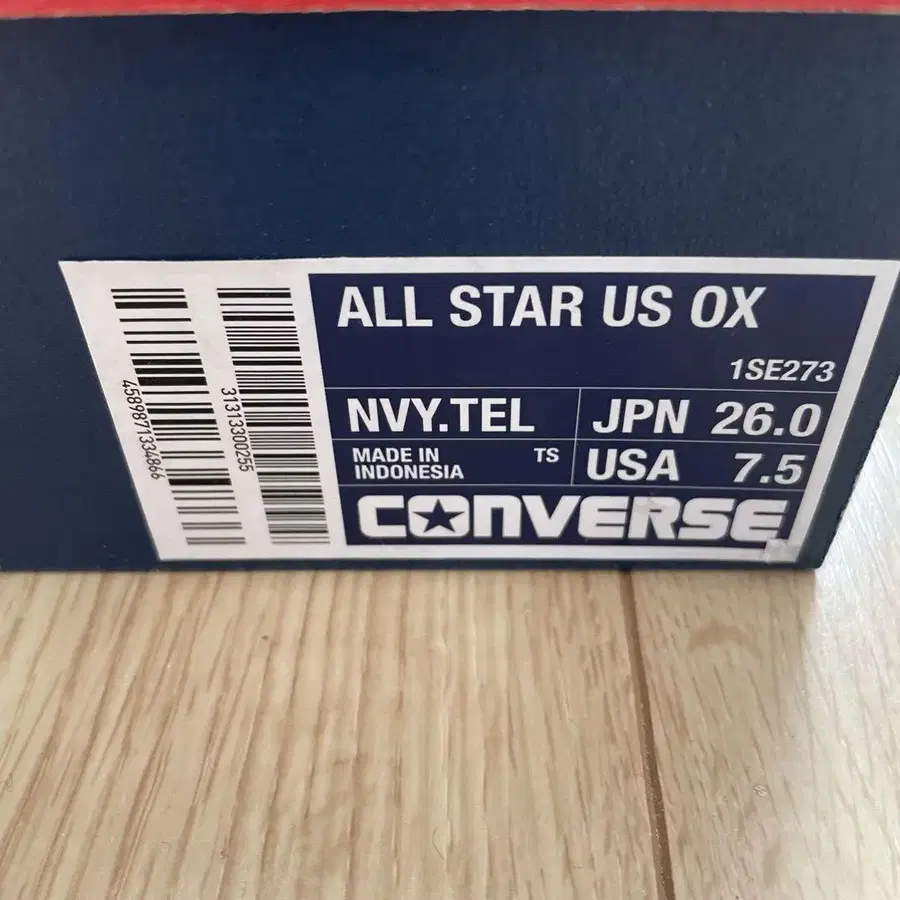 ALL STAR US OX
1SE273
NVY.TEL
JPN 26.0
MADE IN
INDONESIA
TS
USA 7.5
CONVERSE
4589871334866
31313300255